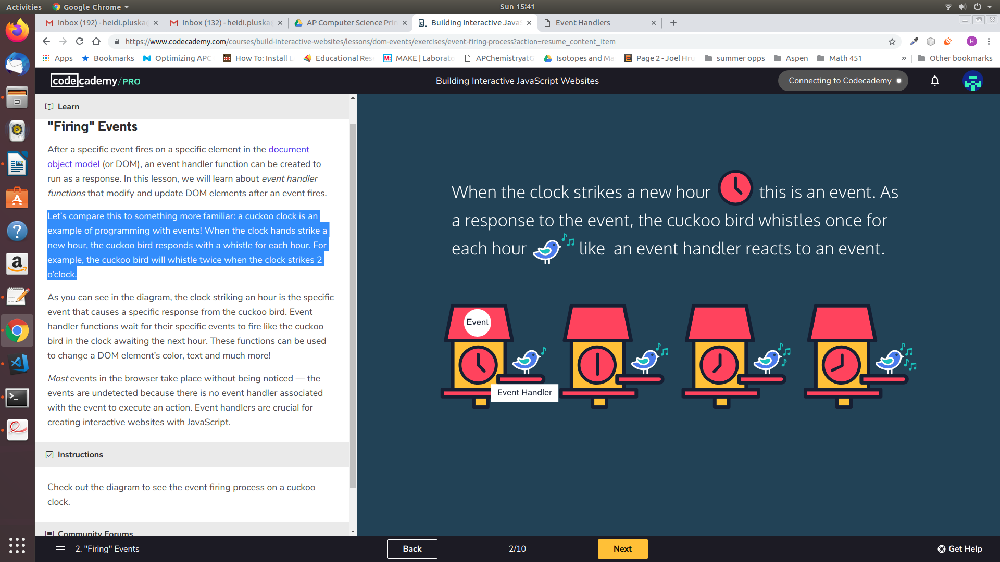 Activities Google Chrome Sun 15:41
Inbox (192) - heidi.pluska Inbox (132) - heidi.pluska AP Computer Science Prin Building Interactive Javas Event Handlers
https://www.codecademy.com/courses/build-interactive-websites/lessons/dom-events/exercises/event-firing-process?action=resume_content_item H
Apps Bookmarks Optimizing APC How To: Install L Educational Res M: MAKE | Laborato APChemistryatG Isotopes and Ma E Page 2 - Joel Hru summer opps Aspen Math 451 » Other bookmarks
codecademy/PRO Building Interactive JavaScript Websites Connecting to Codecademy
Learn
"Firing" Events
After a specific event fires on a specific element in the document
object model (or DOM), an event handler function can be created to
run as a response. In this lesson, we will learn about event handler
functions that modify and update DOM elements after an event fires.
Let's compare this to something more familiar: a cuckoo clock is an
example of programming with events! When the clock hands strike a
new hour, the cuckoo bird responds with a whistle for each hour. For
example, the cuckoo bird will whistle twice when the clock strikes 2
o'clock.
As you can see in the diagram, the clock striking an hour is the specific
event that causes a specific response from the cuckoo bird. Event
handler functions wait for their specific events to fire like the cuckoo
bird in the clock awaiting the next hour. These functions can be used
to change a DOM element's color, text and much more!
Most events in the browser take place without being noticed — the
events are undetected because there is no event handler associated
with the event to execute an action. Event handlers are crucial for
creating interactive websites with JavaScript.
Instructions
Check out the diagram to see the event firing process on a cuckoo
clock.
Community Forums
When the clock strikes a new hour this is an event. As
a response to the event, the cuckoo bird whistles once for
each hour like an event handler reacts to an event.
Event
Event Handler
2. "Firing" Events Back 2/10 Next Get Help